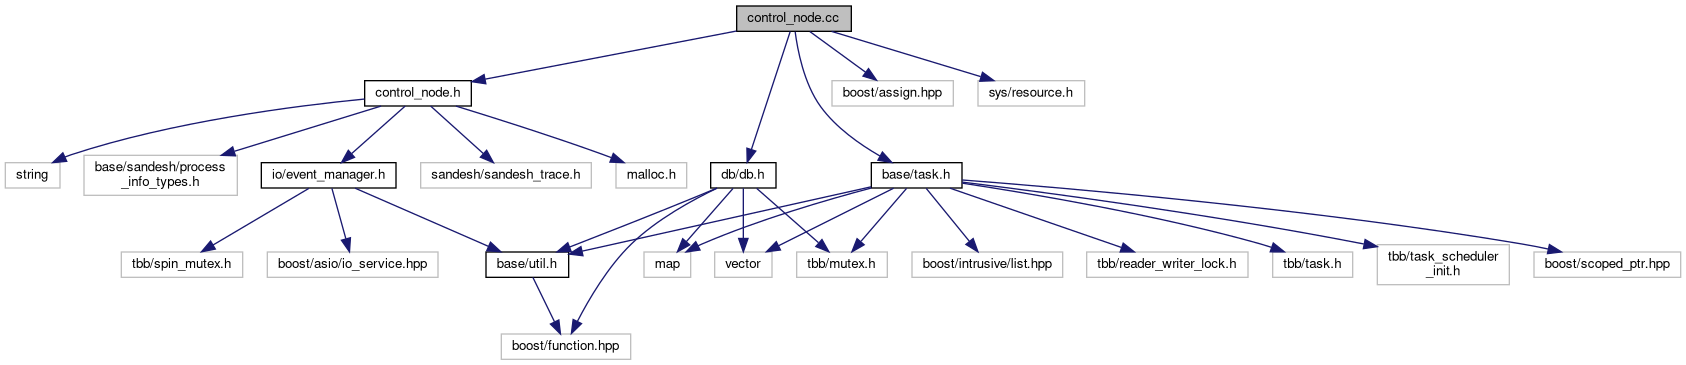 control_node.cc
control_node.h
boost/assign.hpp
sys/resource.h
string
base/sandesh/process
_info_types.h
io/event_manager.h
sandesh/sandesh_trace.h
malloc.h
db/db.h
base/task.h
tbb/spin_mutex.h
boost/asio/io_service.hpp
base/util.h
map
vector
tbb/mutex.h
boost/intrusive/list.hpp
tbb/reader_writer_lock.h
tbb/task.h
tbb/task_scheduler
_init.h
boost/scoped_ptr.hpp
boost/function.hpp